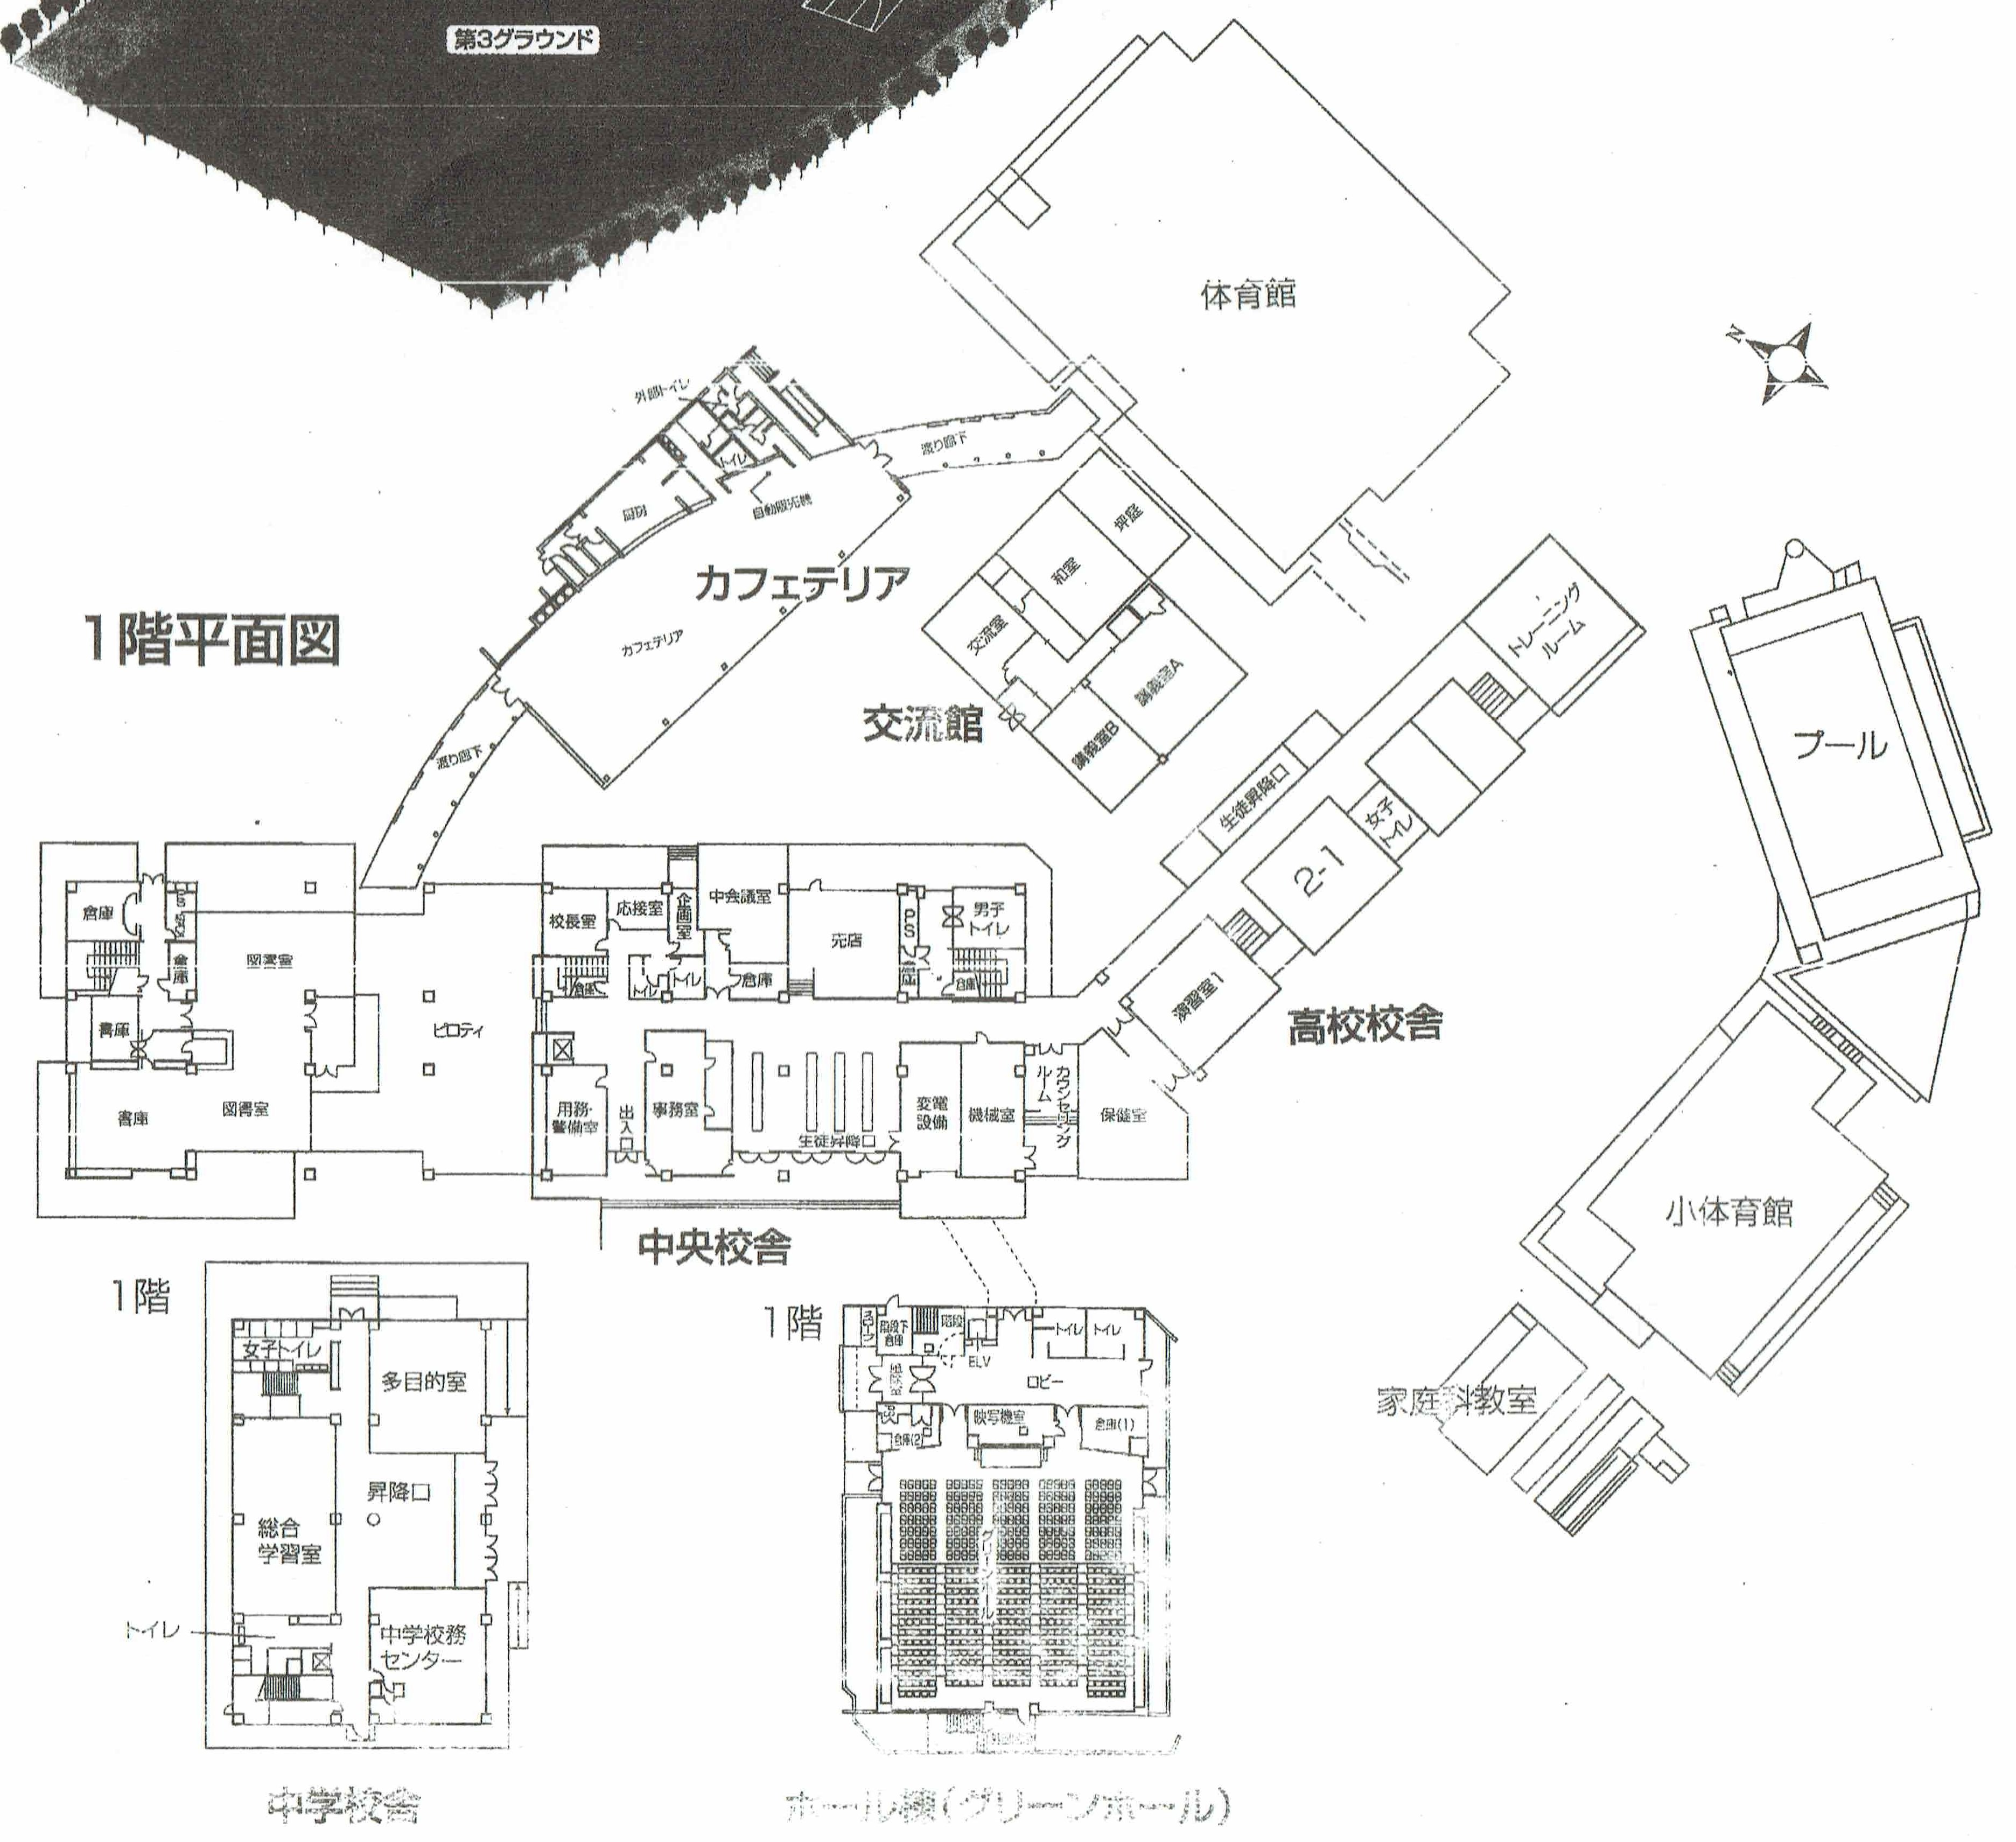 第3グラウンド
体育館
N
外部トイレ
渡り廊下
トイレ
自動販売機
厨房
カフェテリア
カフェテリア
1階平面図
坪庭
和室
交流室
講義室A
講義室B
交流館
トレーニング
ルーム
プール
渡り廊下
生徒昇降口
女子
トイレ
2-1
演習室1
高校校舎
倉庫
PS
倉庫
図書室
書庫
書庫
図書室
ピロティ
校長室
応接室
企画室
中会議室
売店
PS
男子
トイレ
倉庫
倉庫
トイレ
トイレ
倉庫
倉庫
用務・
警備室
出入口
事務室
生徒昇降口
変電
設備
機械室
カウンセリング
ルーム
保健室
中央校舎
小体育館
家庭科教室
1階
女子トイレ
多目的室
昇降口
総合
学習室
トイレ
中学校務
センター
中学校舎
1階
スロープ
階段下
倉庫
階段
ELV
トイレ
トイレ
ロビー
映写機室
倉庫(1)
倉庫(2)
グリーンホール
ホール棟(グリーンホール)